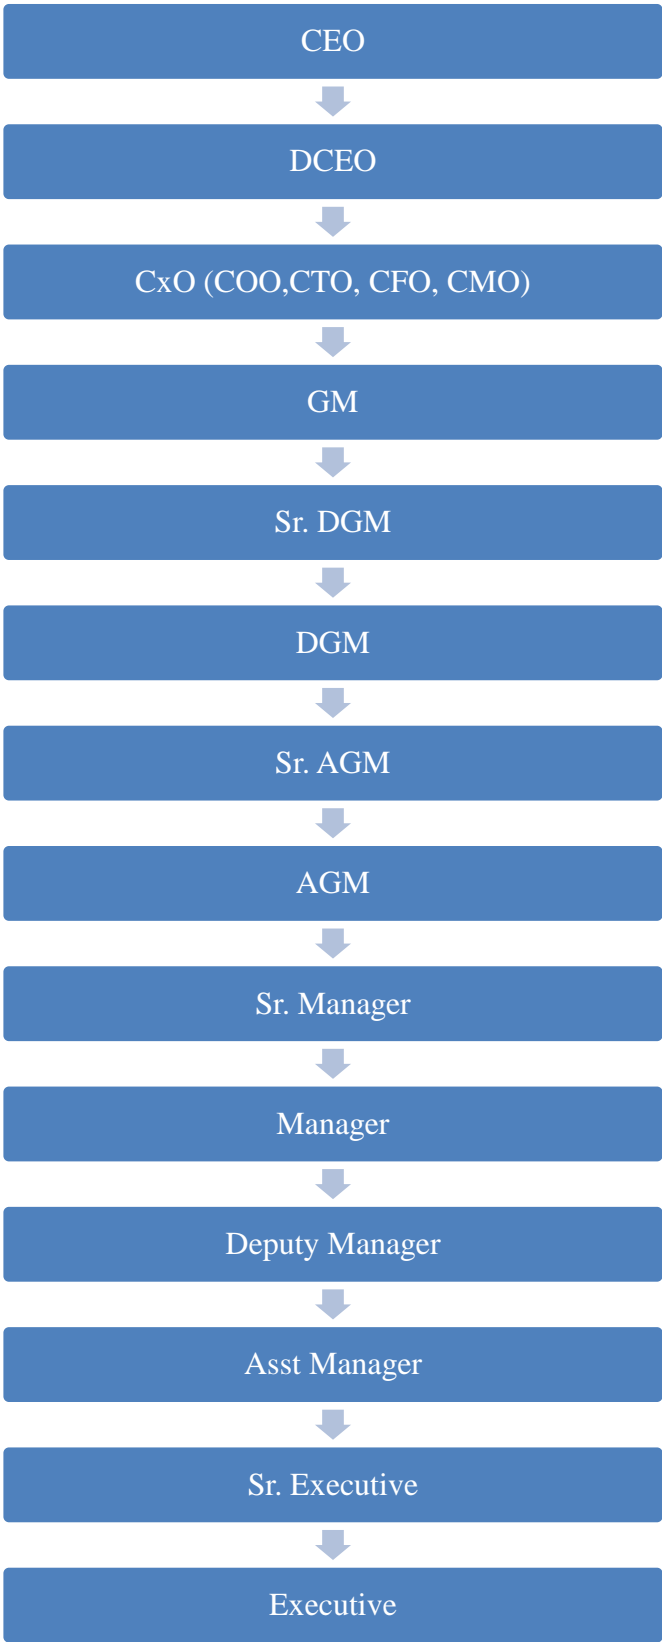 CEO
DCEO
CxO (COO,CTO, CFO, CMO)
GM
Sr. DGM
DGM
Sr. AGM
AGM
Sr. Manager
Manager
Deputy Manager
Asst Manager
Sr. Executive
Executive